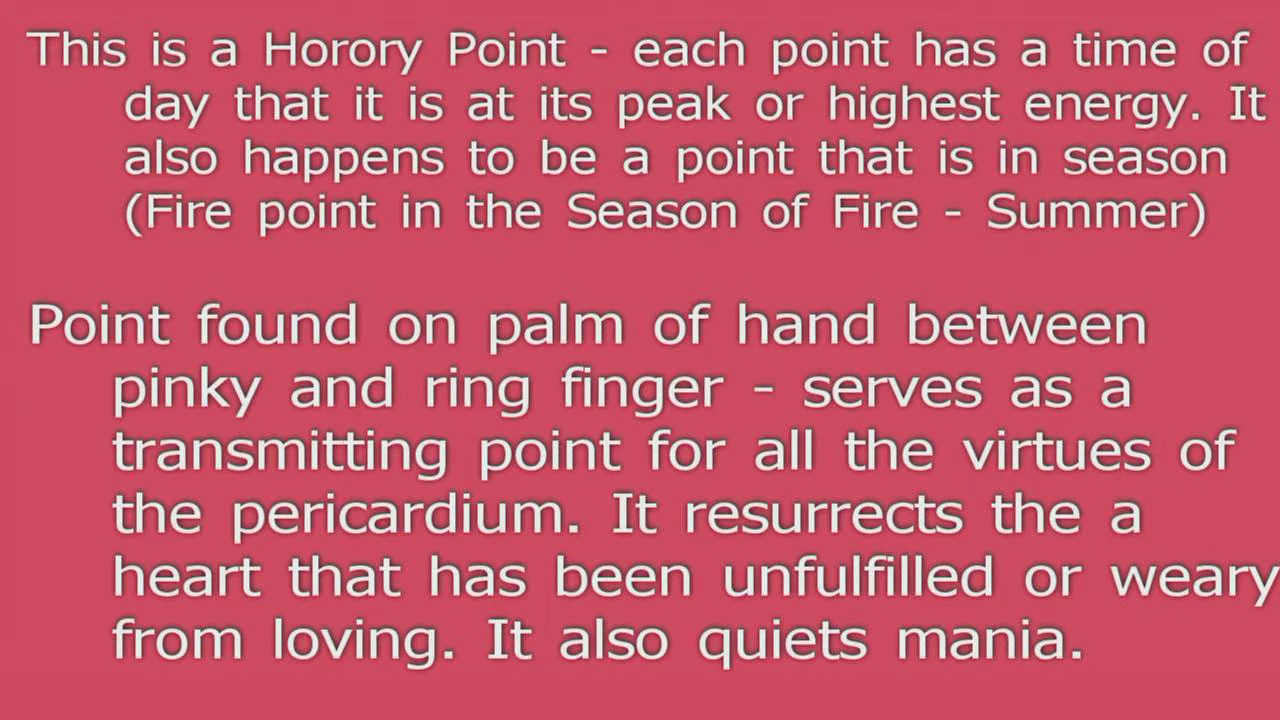 This is a Horory Point - each point has a time of
day that it is at its peak or highest energy. It
also happens to be a point that is in season
(Fire point in the Season of Fire - Summer)
Point found on palm of hand between
pinky and ring finger - serves as a
transmitting point for all the virtues of
the pericardium. It resurrects the a
heart that has been unfulfilled or weary
from loving. It also quiets mania.